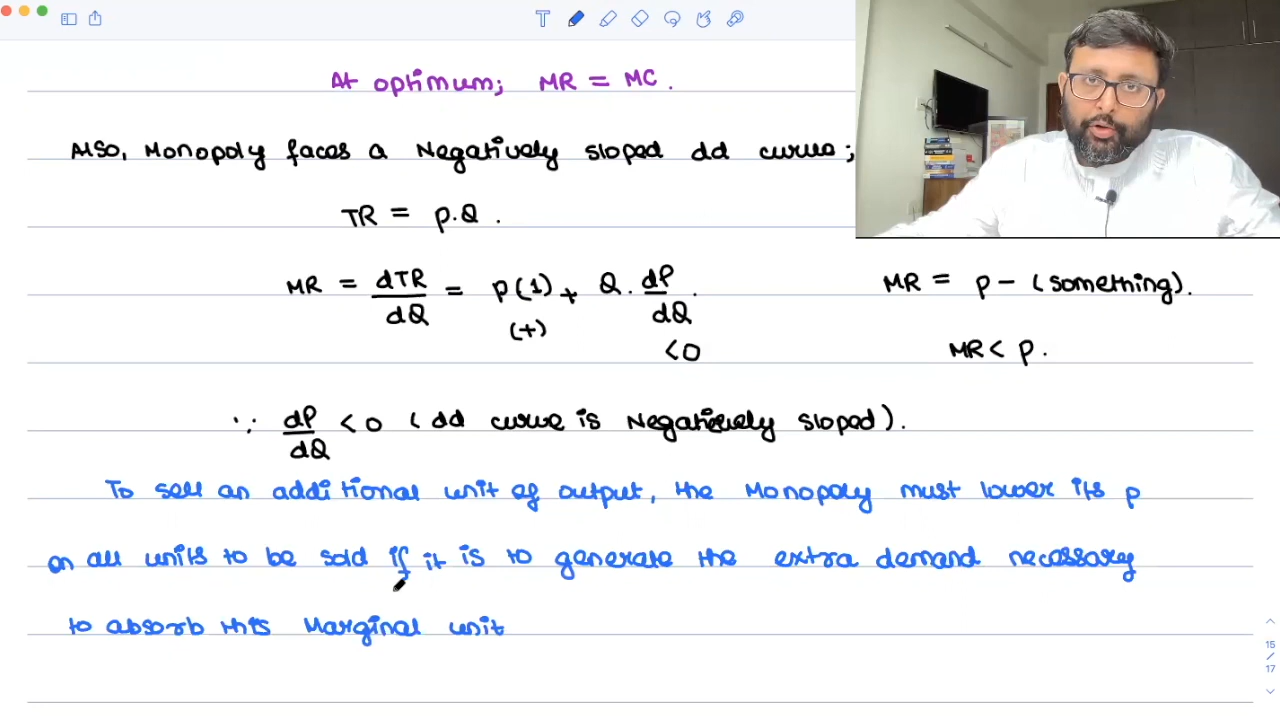 At optimum; MR = MC.
Also, Monopoly faces a Negatively sloped dd curve;
TR = p.Q.
MR = dTR/dQ = p(1) + Q. dP/dQ.
(+) <0
MR = p - (something).
MR < p.
∵ dP/dQ < 0 (dd curve is Negatively sloped).
To sell an additional unit of output, the Monopoly must lower its p
on all units to be sold if it is to generate the extra demand necessary
to absorb this Marginal unit
15
/
17